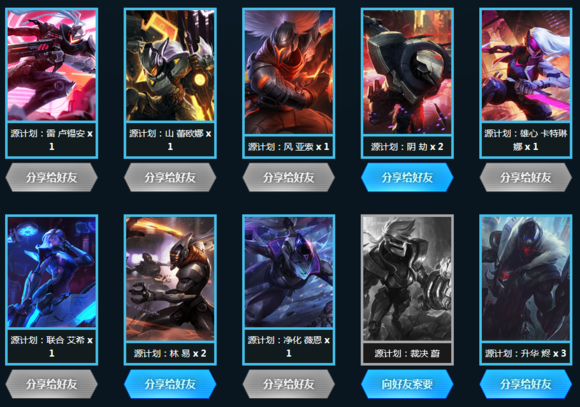 源计划：雷 卢锡安 x
1
源计划：山 蕾欧娜 x
1
源计划：风 亚索 x 1
源计划：阴 劫 x 2
源计划：雄心 卡特琳
娜 x 1
分享给好友
分享给好友
分享给好友
分享给好友
分享给好友
源计划：联合 艾希 x
1
源计划：林 易 x 2
源计划：净化 薇恩 x
1
源计划：裁决 蔚
源计划：升华 烬 x 3
分享给好友
分享给好友
分享给好友
向好友索要
分享给好友